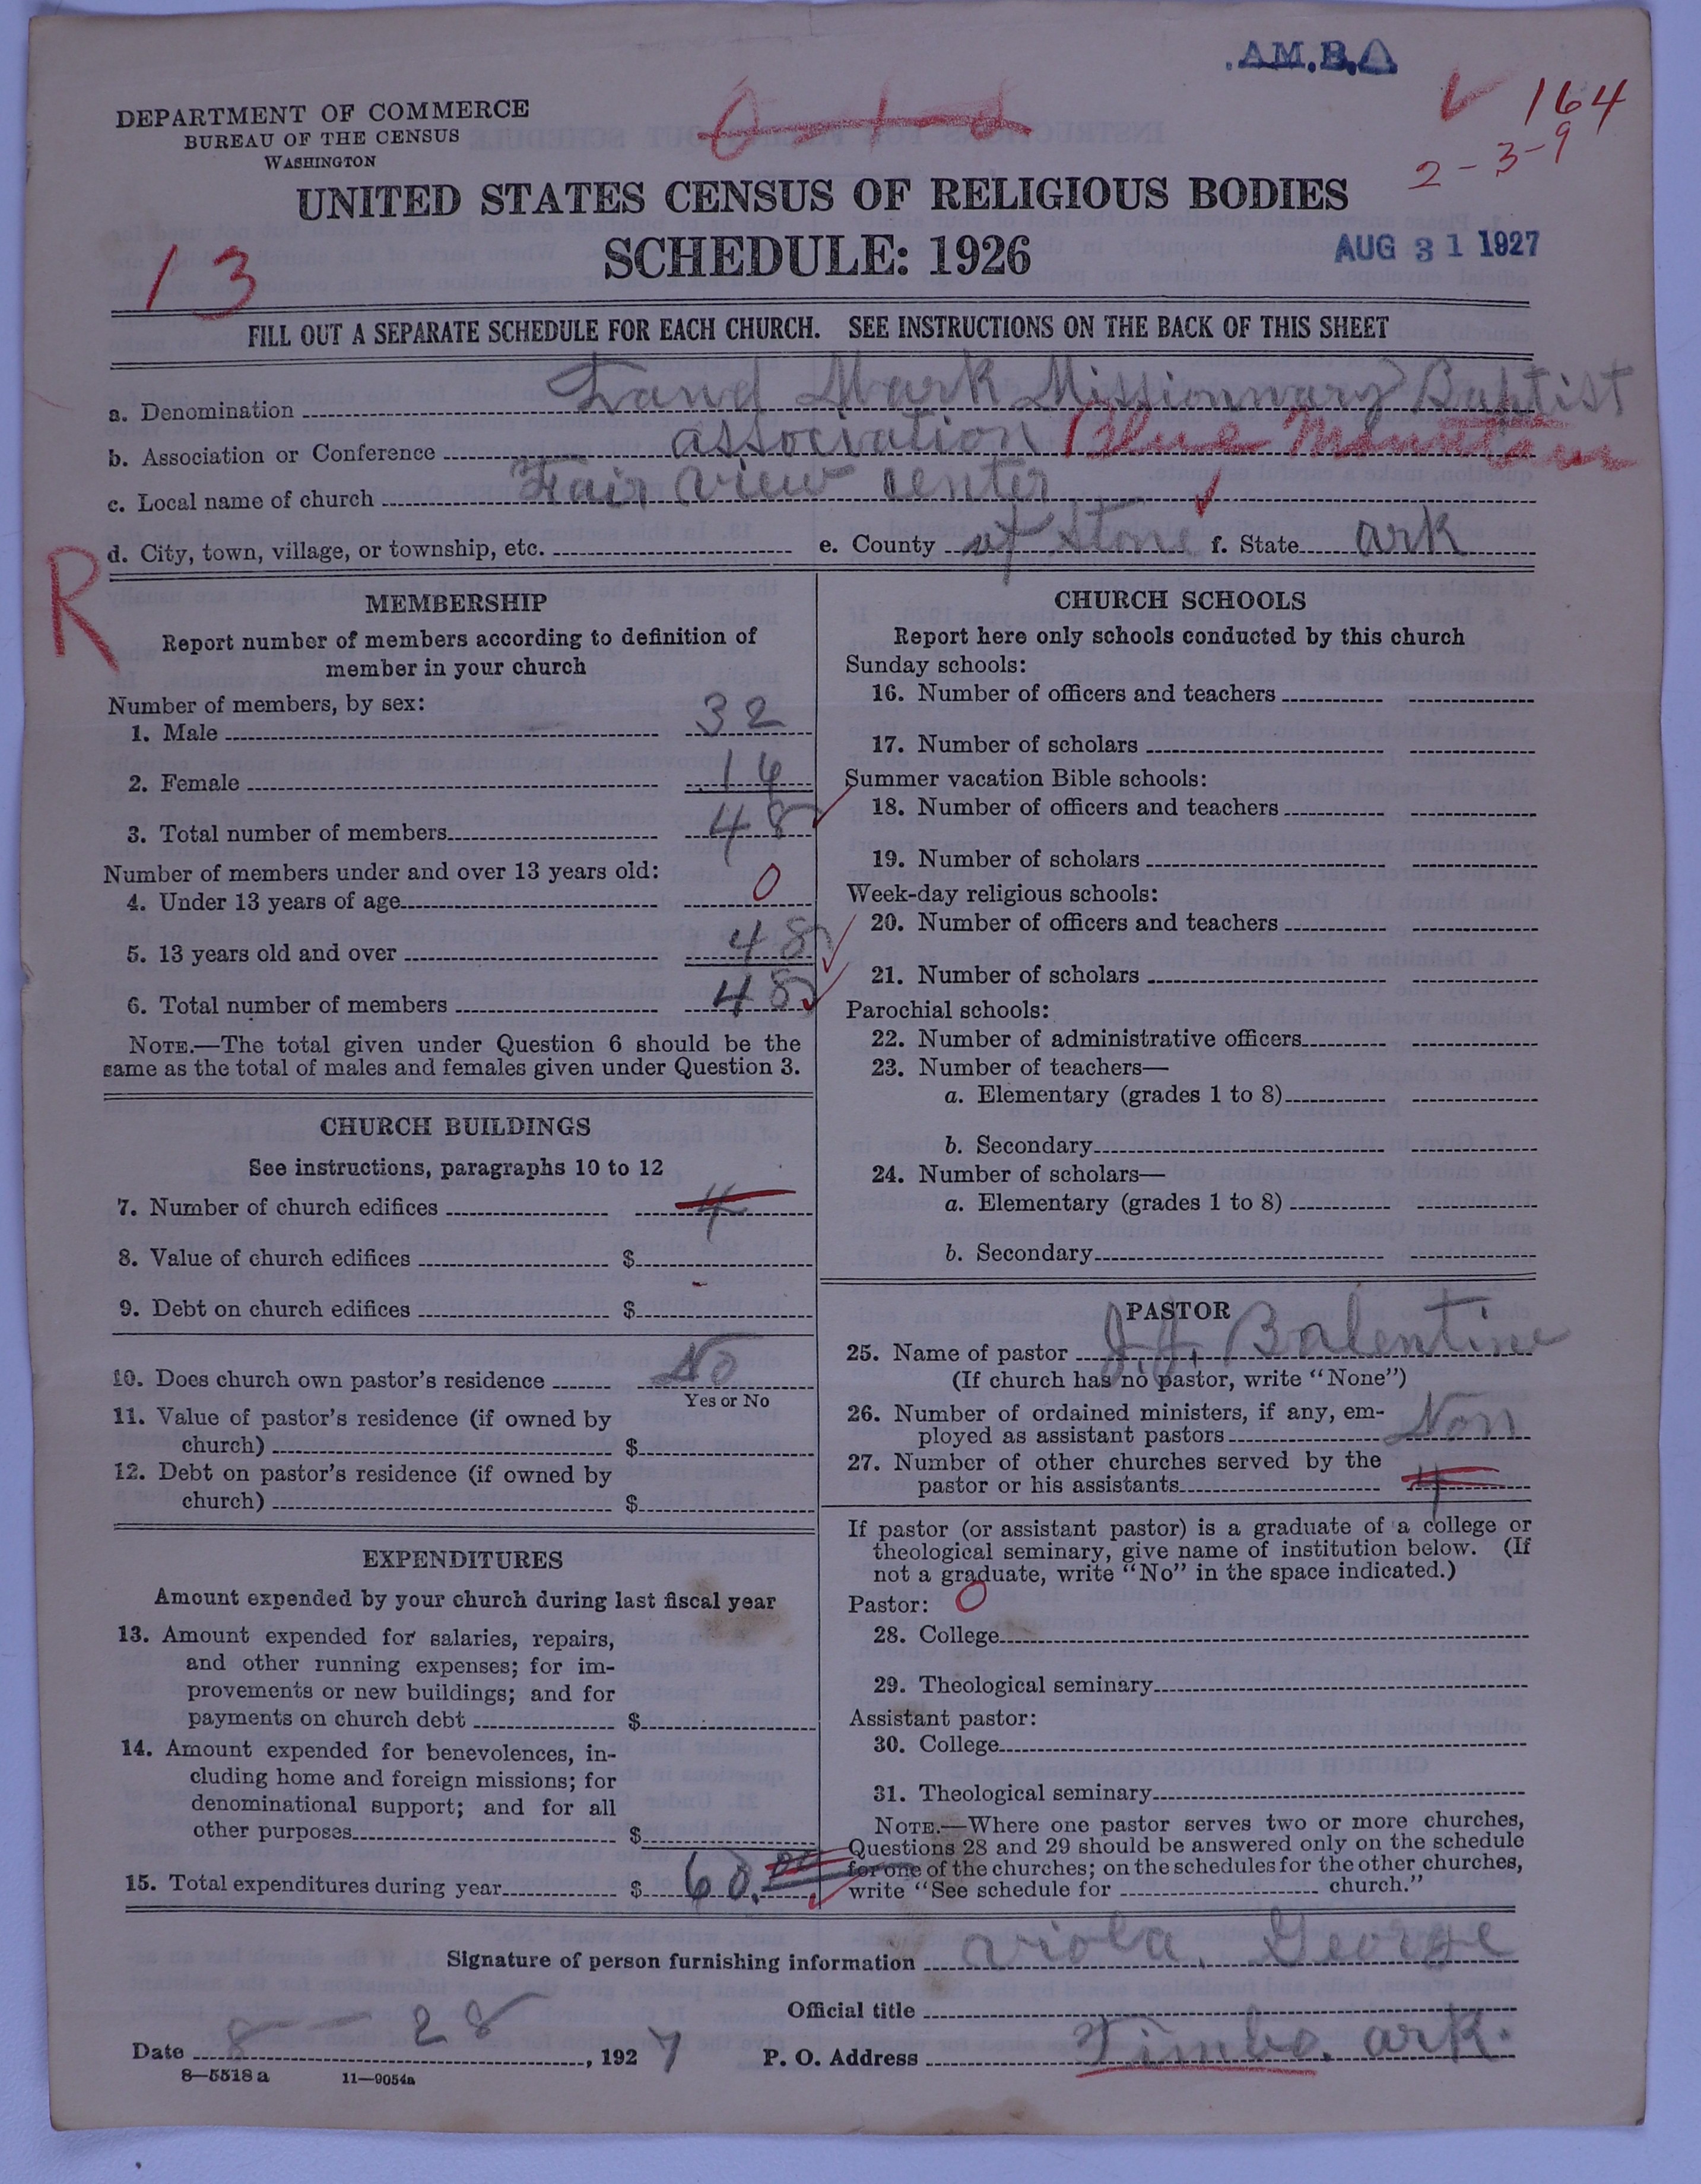 .AM.B.A
DEPARTMENT OF COMMERCE
BUREAU OF THE CENSUS
WASHINGTON
164
2-3-9
UNITED STATES CENSUS OF RELIGIOUS BODIES
SCHEDULE: 1926
AUG 31 1927
13
FILL OUT A SEPARATE SCHEDULE FOR EACH CHURCH. SEE INSTRUCTIONS ON THE BACK OF THIS SHEET
a. Denomination Land Mark Missionnary Baptist
b. Association or Conference association (Blue Mountain
c. Local name of church Fair view center
d. City, town, village, or township, etc. e. County of Stone f. State ark
R
MEMBERSHIP
Report number of members according to definition of
member in your church
Number of members, by sex:
1. Male 32
2. Female 16
3. Total number of members 48
Number of members under and over 13 years old:
4. Under 13 years of age 0
5. 13 years old and over 48
6. Total number of members 48
NOTE.—The total given under Question 6 should be the
same as the total of males and females given under Question 3.
CHURCH BUILDINGS
See instructions, paragraphs 10 to 12
7. Number of church edifices 4
8. Value of church edifices $
9. Debt on church edifices $
10. Does church own pastor's residence No
Yes or No
11. Value of pastor's residence (if owned by
church) $
12. Debt on pastor's residence (if owned by
church) $
EXPENDITURES
Amount expended by your church during last fiscal year
13. Amount expended for salaries, repairs,
and other running expenses; for im-
provements or new buildings; and for
payments on church debt $
14. Amount expended for benevolences, in-
cluding home and foreign missions; for
denominational support; and for all
other purposes $
15. Total expenditures during year $ 60.00
CHURCH SCHOOLS
Report here only schools conducted by this church
Sunday schools:
16. Number of officers and teachers
17. Number of scholars
Summer vacation Bible schools:
18. Number of officers and teachers
19. Number of scholars
Week-day religious schools:
20. Number of officers and teachers
21. Number of scholars
Parochial schools:
22. Number of administrative officers
23. Number of teachers—
a. Elementary (grades 1 to 8)
b. Secondary
24. Number of scholars—
a. Elementary (grades 1 to 8)
b. Secondary
PASTOR
25. Name of pastor J.J. Balentine
(If church has no pastor, write "None")
26. Number of ordained ministers, if any, em-
ployed as assistant pastors Non
27. Number of other churches served by the
pastor or his assistants 4
If pastor (or assistant pastor) is a graduate of a college or
theological seminary, give name of institution below. (If
not a graduate, write "No" in the space indicated.)
Pastor: 0
28. College
29. Theological seminary
Assistant pastor:
30. College
31. Theological seminary
NOTE.—Where one pastor serves two or more churches,
Questions 28 and 29 should be answered only on the schedule
for one of the churches; on the schedules for the other churches,
write "See schedule for church."
Signature of person furnishing information viola. George
Official title
Date 8 — 28, 1927 P. O. Address Timbo. ark.
8—5518 a 11—9054a